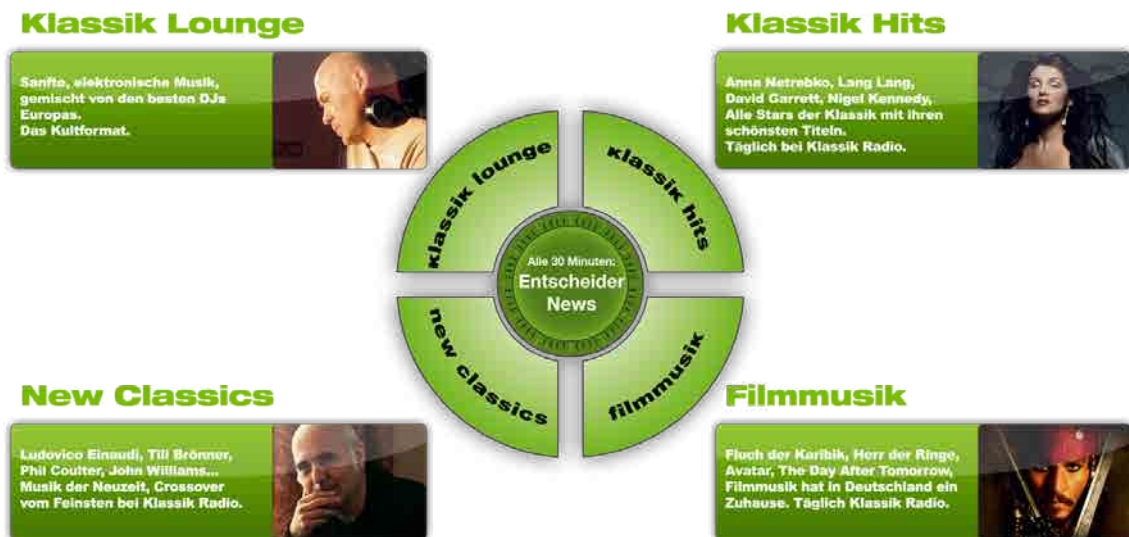 Klassik Lounge
Sanfte, elektronische Musik,
gemischt von den besten DJs
Europas.
Das Kultformat.
Klassik Hits
Anna Netrebko, Lang Lang,
David Garrett, Nigel Kennedy,
Alle Stars der Klassik mit ihren
schönsten Titeln.
Täglich bei Klassik Radio.
klassik lounge
klassik hits
Alle 30 Minuten:
Entscheider
News
new classics
filmmusik
New Classics
Ludovico Einaudi, Till Brönner,
Phil Coulter, John Williams...
Musik der Neuzeit, Crossover
vom Feinsten bei Klassik Radio.
Filmmusik
Fluch der Karibik, Herr der Ringe,
Avatar, The Day After Tomorrow,
Filmmusik hat in Deutschland ein
Zuhause. Täglich Klassik Radio.